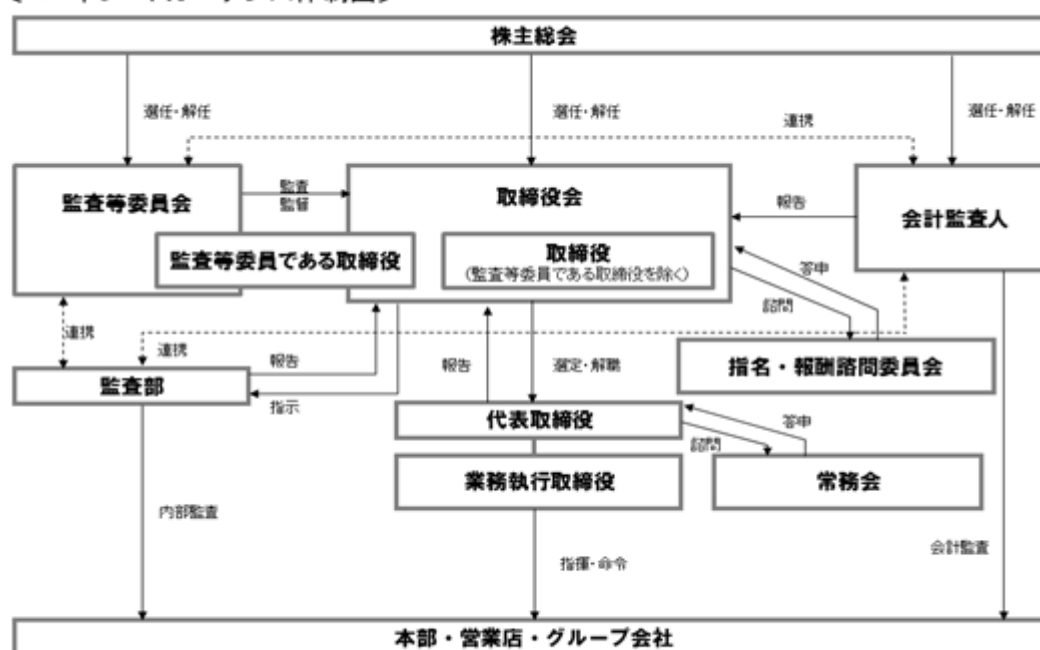 株主総会
選任・解任
選任・解任
選任・解任
連携
監査等委員会
監査
監督
取締役会
報告
会計監査人
監査等委員である取締役
取締役
(監査等委員である取締役を除く)
答申
諮問
連携
連携
報告
報告
選定・解職
指名・報酬諮問委員会
監査部
指示
代表取締役
答申
諮問
業務執行取締役
常務会
内部監査
会計監査
指揮・命令
本部・営業店・グループ会社